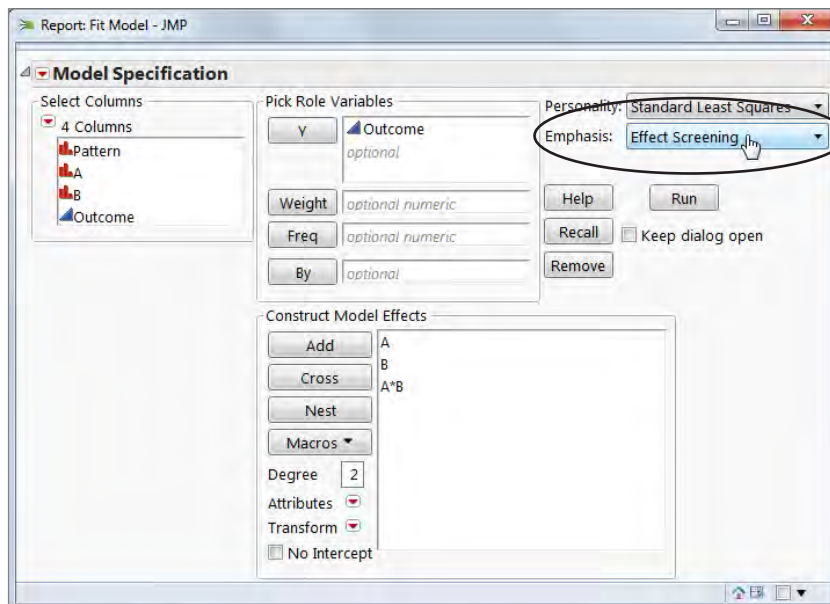 Report: Fit Model - JMP
Model Specification
Select Columns
4 Columns
Pattern
A
B
Outcome
Pick Role Variables
Y
Outcome
optional
Weight
optional numeric
Freq
optional numeric
By
optional
Personality: Standard Least Squares
Emphasis: Effect Screening
Help
Run
Recall
Keep dialog open
Remove
Construct Model Effects
Add
Cross
Nest
Macros
A
B
A*B
Degree 2
Attributes
Transform
No Intercept